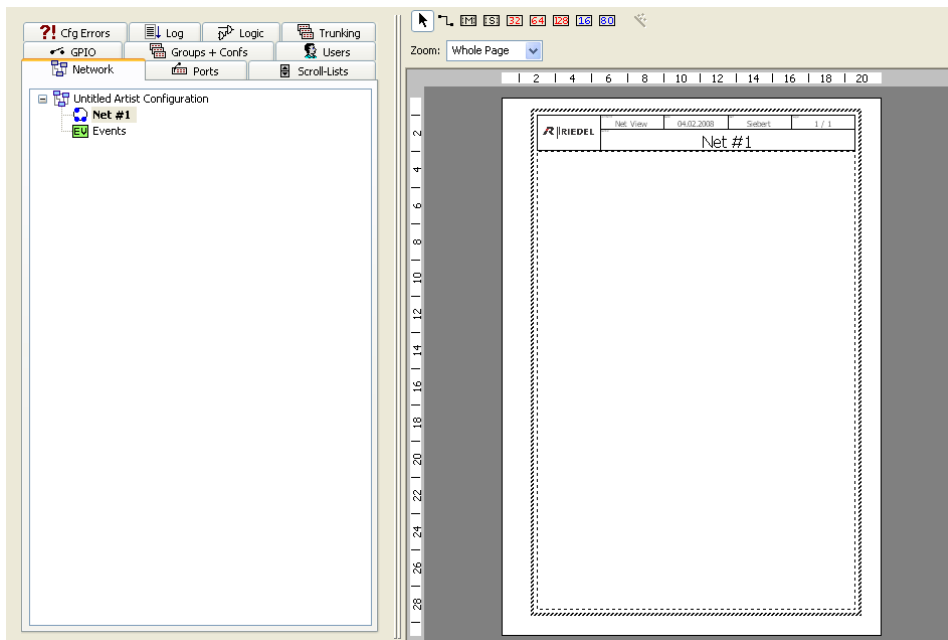 ?! Cfg Errors Log Logic Trunking
GPIO Groups + Confs Users
Network Ports Scroll-Lists
Untitled Artist Configuration
Net #1
EV Events
[M] [S] 32 64 128 16 80
Zoom: Whole Page
2 4 6 8 10 12 14 16 18 20
RIEDEL Net View 04.02.2008 Siebert 1 / 1
Net #1
2
4
6
8
10
12
14
16
18
20
22
24
26
28